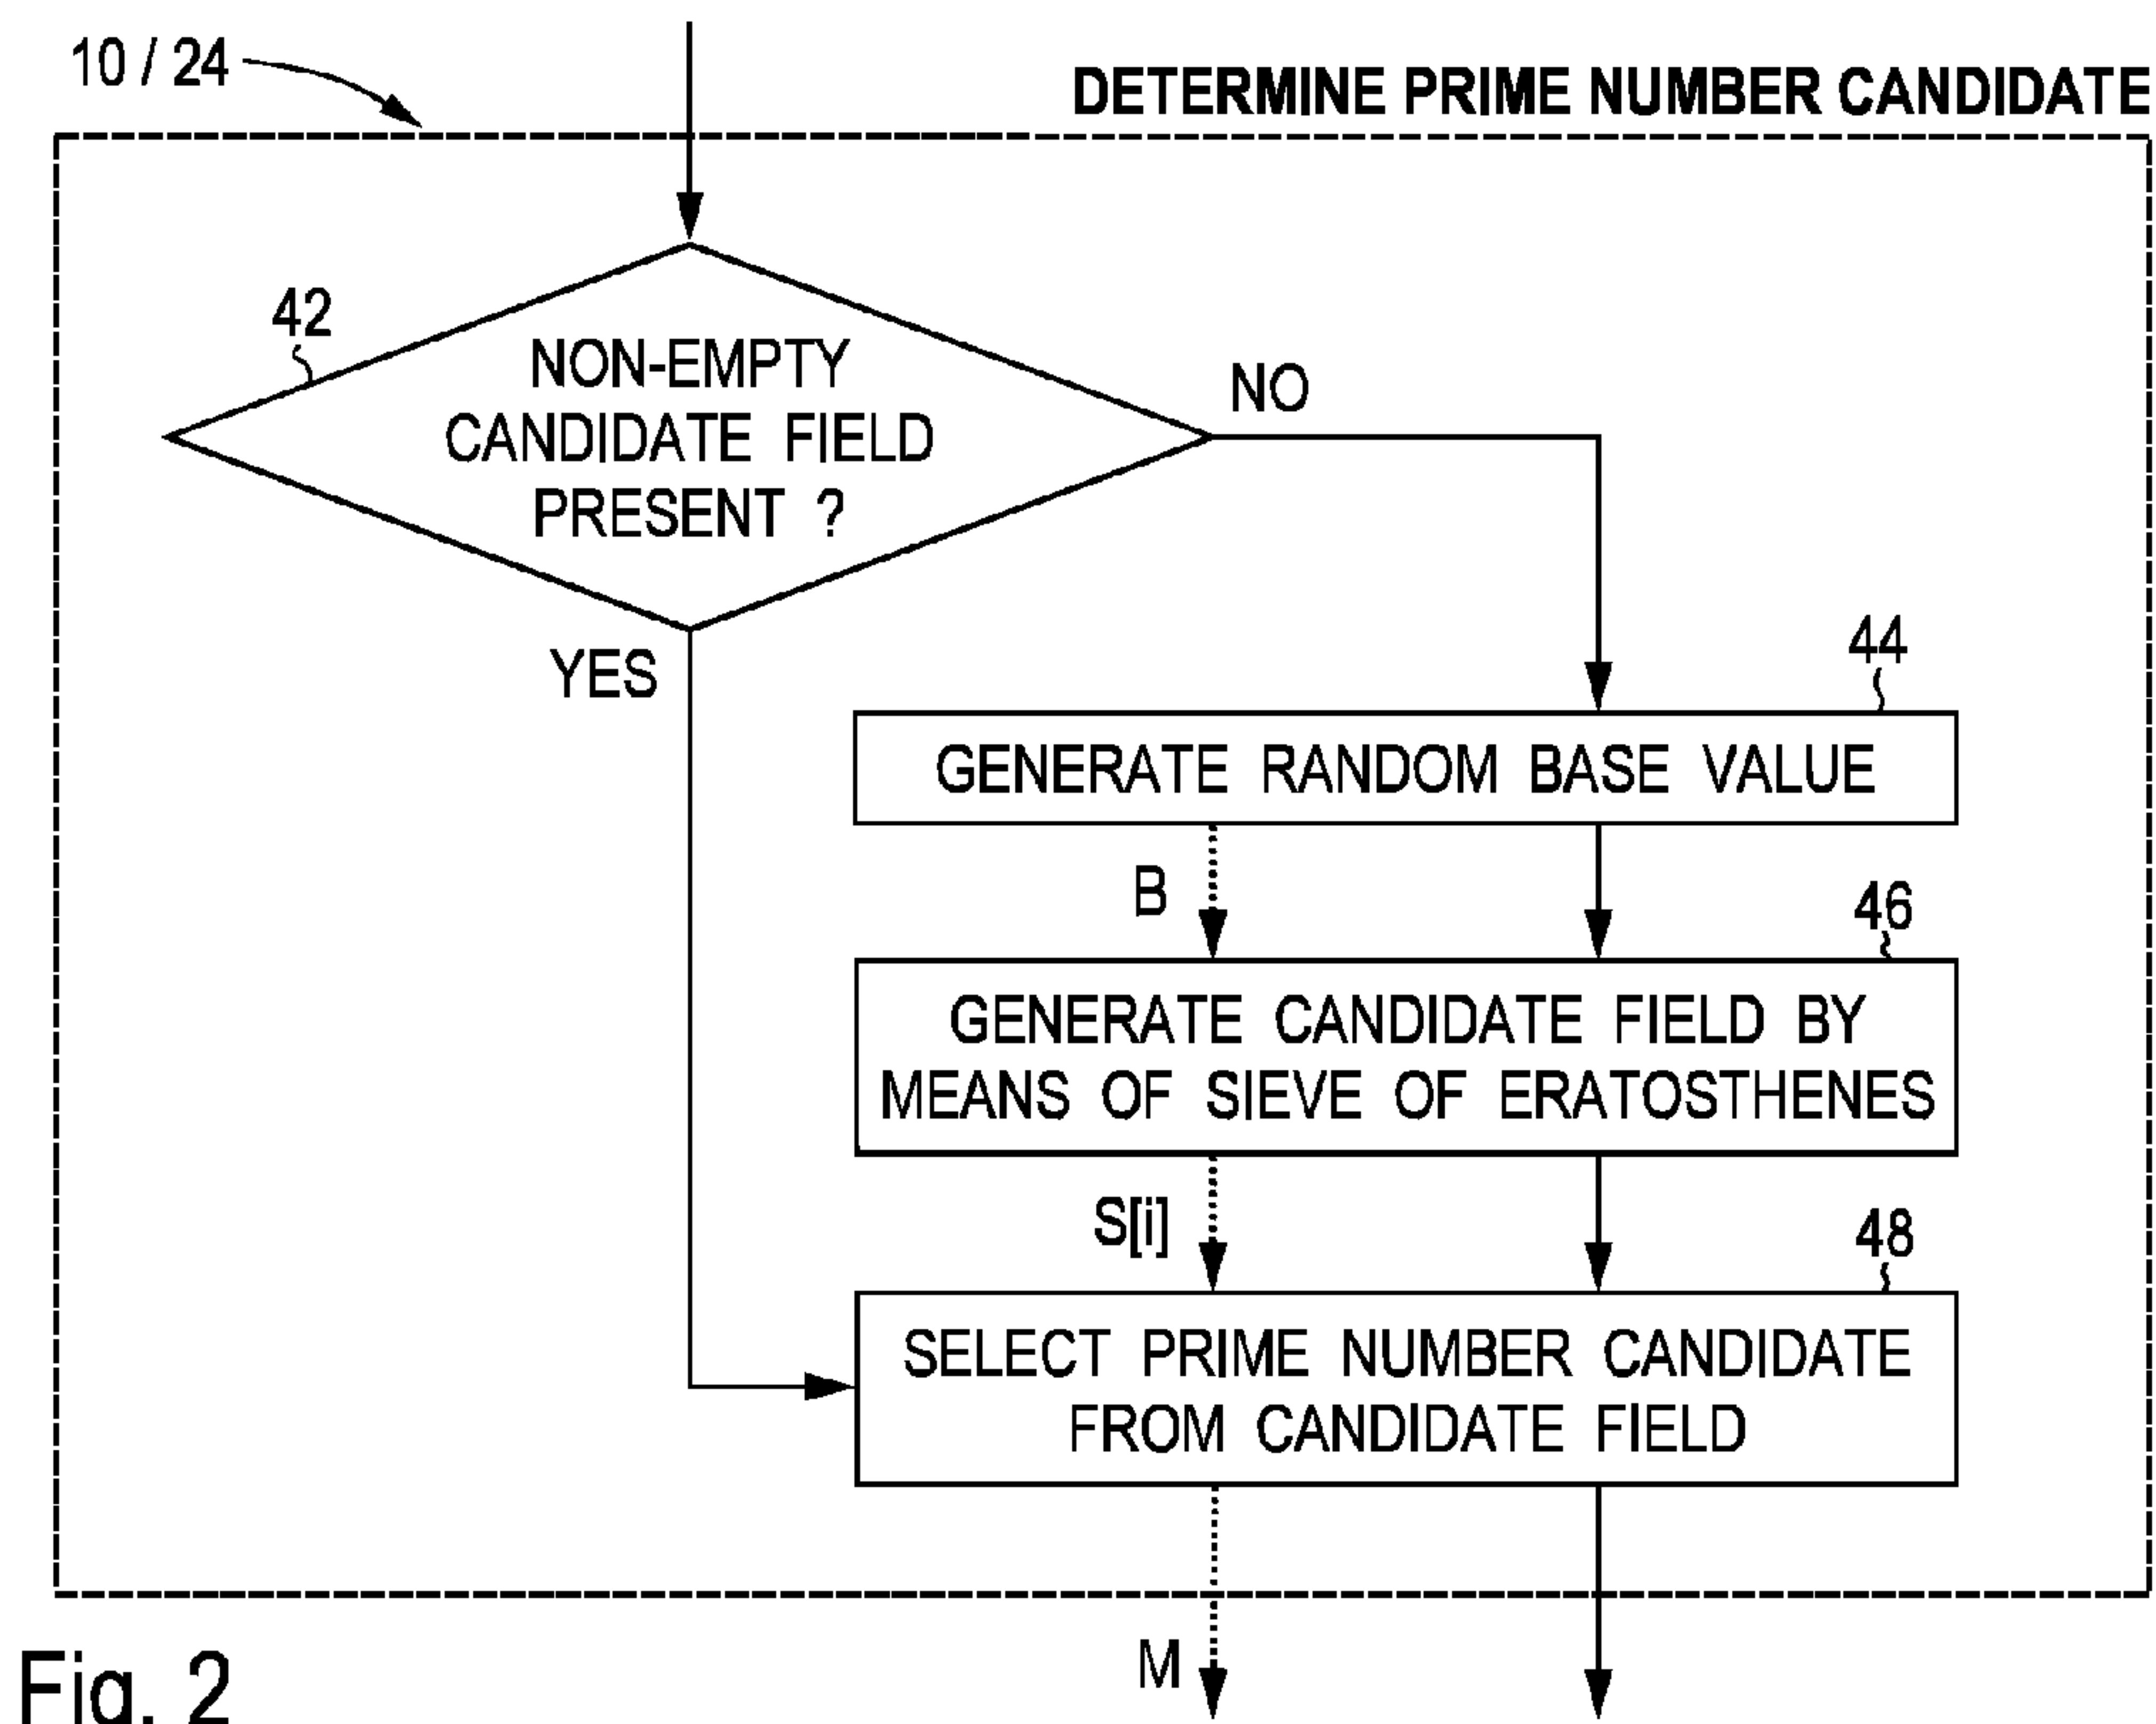 10 / 24
DETERMINE PRIME NUMBER CANDIDATE
42
NON-EMPTY
CANDIDATE FIELD
PRESENT ?
NO
YES
44
GENERATE RANDOM BASE VALUE
B
46
GENERATE CANDIDATE FIELD BY
MEANS OF SIEVE OF ERATOSTHENES
S[i]
48
SELECT PRIME NUMBER CANDIDATE
FROM CANDIDATE FIELD
M
Fig. 2